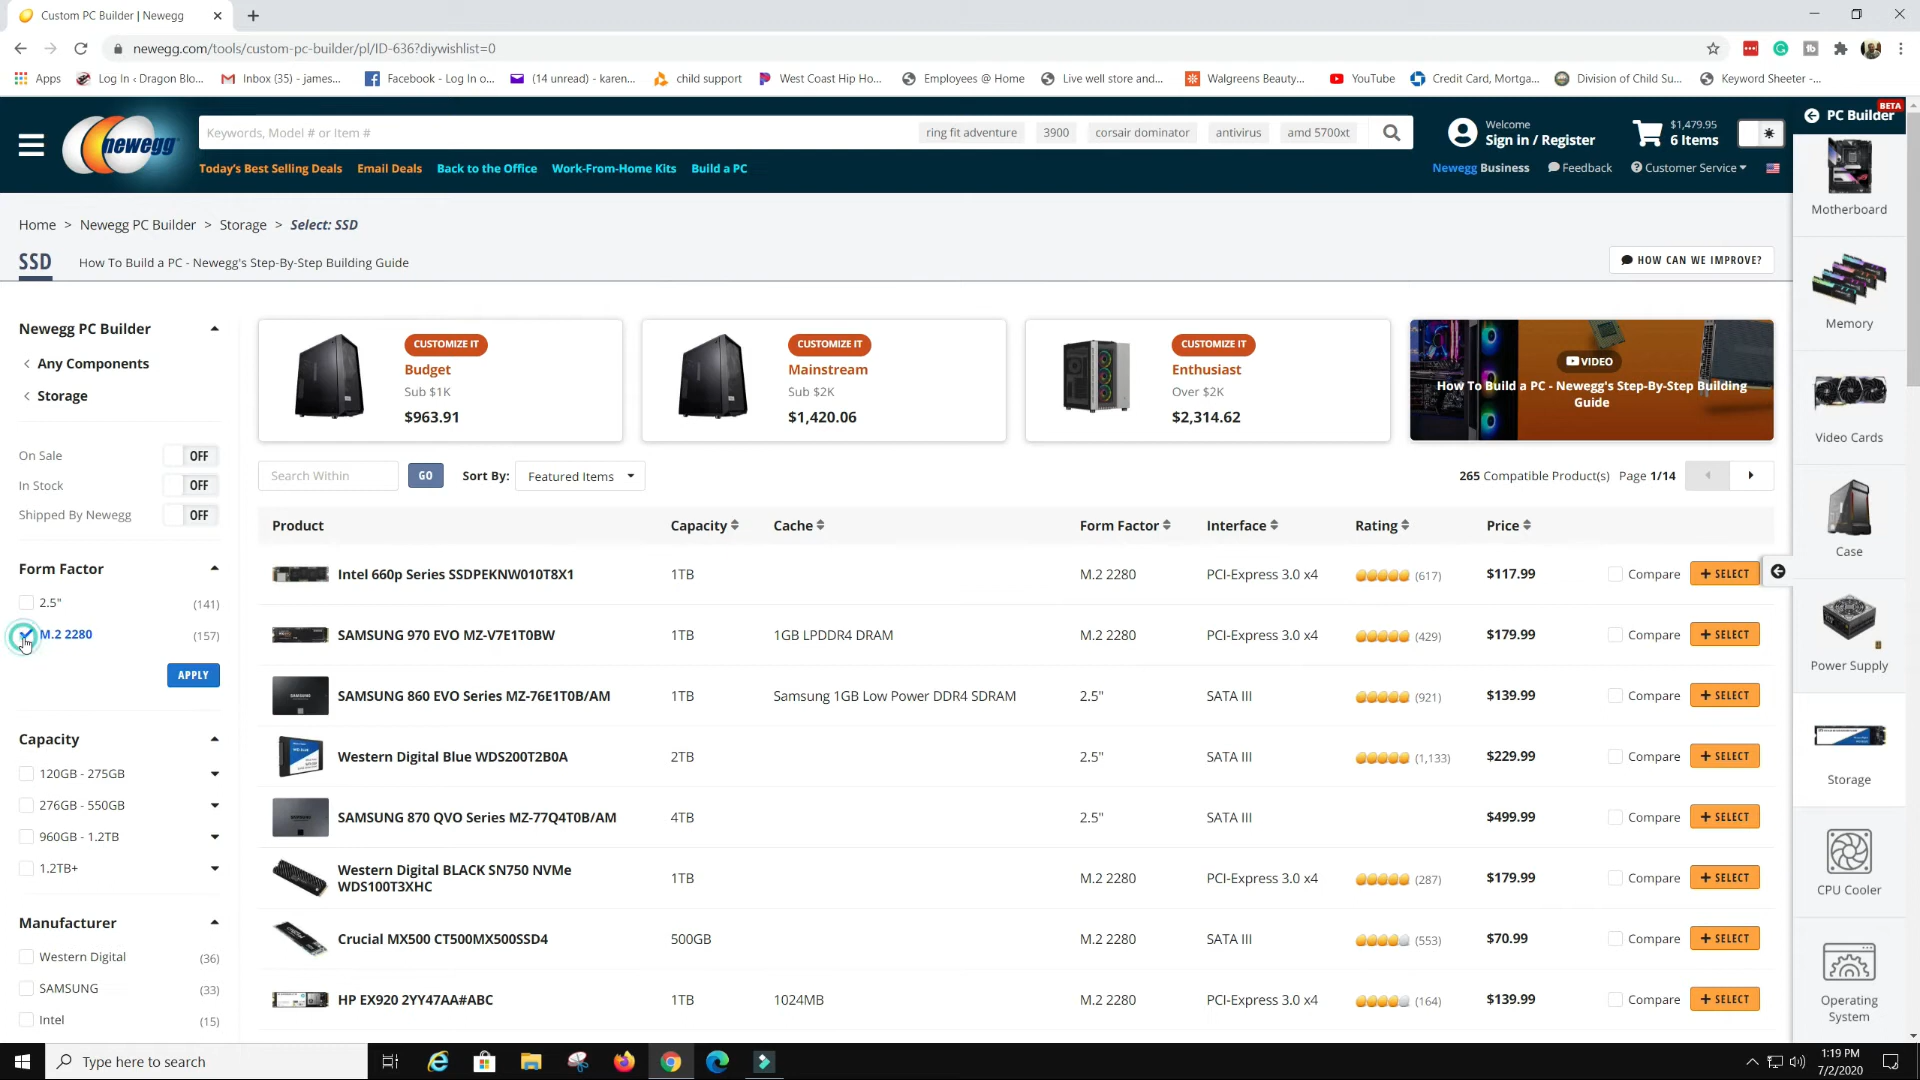 Custom PC Builder | Newegg
newegg.com/tools/custom-pc-builder/pl/ID-636?diywishlist=0
Apps
Log In ‹ Dragon Blo...
Inbox (35) - james...
Facebook - Log In o...
(14 unread) - karen...
child support
West Coast Hip Ho...
Employees @ Home
Live well store and...
Walgreens Beauty...
YouTube
Credit Card, Mortga...
Division of Child Su...
Keyword Sheeter -...
newegg
Keywords, Model # or Item #
ring fit adventure
3900
corsair dominator
antivirus
amd 5700xt
Welcome
Sign in / Register
$1,479.95
6 Items
BETA
PC Builder
Today's Best Selling Deals
Email Deals
Back to the Office
Work-From-Home Kits
Build a PC
Newegg Business
Feedback
Customer Service
Home > Newegg PC Builder > Storage > Select: SSD
SSD
How To Build a PC - Newegg's Step-By-Step Building Guide
HOW CAN WE IMPROVE?
Newegg PC Builder
Any Components
Storage
On Sale OFF
In Stock OFF
Shipped By Newegg OFF
Form Factor
2.5" (141)
M.2 2280 (157)
APPLY
Capacity
120GB - 275GB
276GB - 550GB
960GB - 1.2TB
1.2TB+
Manufacturer
Western Digital (36)
SAMSUNG (33)
Intel (15)
CUSTOMIZE IT
Budget
Sub $1K
$963.91
CUSTOMIZE IT
Mainstream
Sub $2K
$1,420.06
CUSTOMIZE IT
Enthusiast
Over $2K
$2,314.62
VIDEO
How To Build a PC - Newegg's Step-By-Step Building
Guide
Search Within
GO
Sort By:
Featured Items
265 Compatible Product(s) Page 1/14
Product Capacity Cache Form Factor Interface Rating Price
Intel 660p Series SSDPEKNW010T8X1 1TB M.2 2280 PCI-Express 3.0 x4 (617) $117.99 Compare + SELECT
SAMSUNG 970 EVO MZ-V7E1T0BW 1TB 1GB LPDDR4 DRAM M.2 2280 PCI-Express 3.0 x4 (429) $179.99 Compare + SELECT
SAMSUNG 860 EVO Series MZ-76E1T0B/AM 1TB Samsung 1GB Low Power DDR4 SDRAM 2.5" SATA III (921) $139.99 Compare + SELECT
Western Digital Blue WDS200T2B0A 2TB 2.5" SATA III (1,133) $229.99 Compare + SELECT
SAMSUNG 870 QVO Series MZ-77Q4T0B/AM 4TB 2.5" SATA III $499.99 Compare + SELECT
Western Digital BLACK SN750 NVMe
WDS100T3XHC 1TB M.2 2280 PCI-Express 3.0 x4 (287) $179.99 Compare + SELECT
Crucial MX500 CT500MX500SSD4 500GB M.2 2280 SATA III (553) $70.99 Compare + SELECT
HP EX920 2YY47AA#ABC 1TB 1024MB M.2 2280 PCI-Express 3.0 x4 (164) $139.99 Compare + SELECT
Motherboard
Memory
Video Cards
Case
Power Supply
Storage
CPU Cooler
Operating
System
Type here to search
1:19 PM
7/2/2020